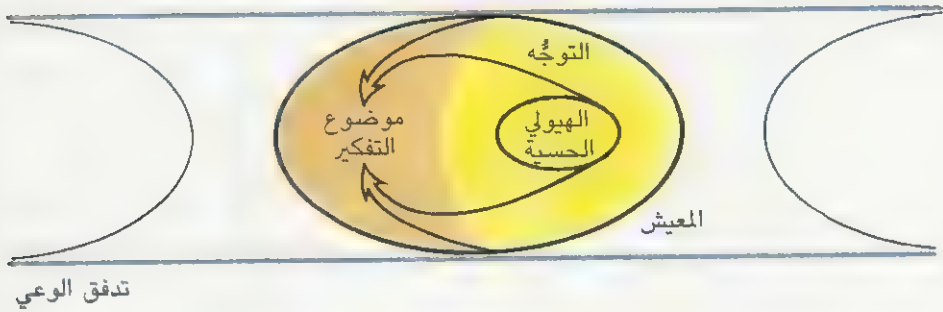 التوجُّه
موضوع
التفكير
الهيولي
الحسية
المعيش
تدفق الوعي